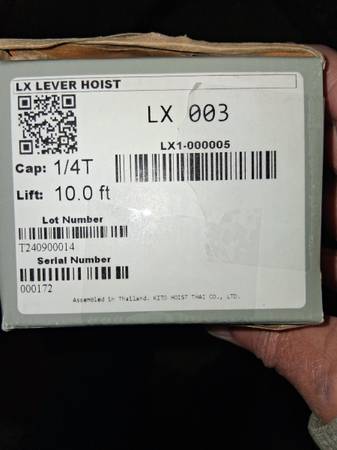 LX LEVER HOIST
LX 003
LX1-000005
Cap: 1/4T
Lift: 10.0 ft
Lot Number
T240900014
Serial Number
000172
Assembled in Thailand. KITO HOIST THAI CO., LTD.